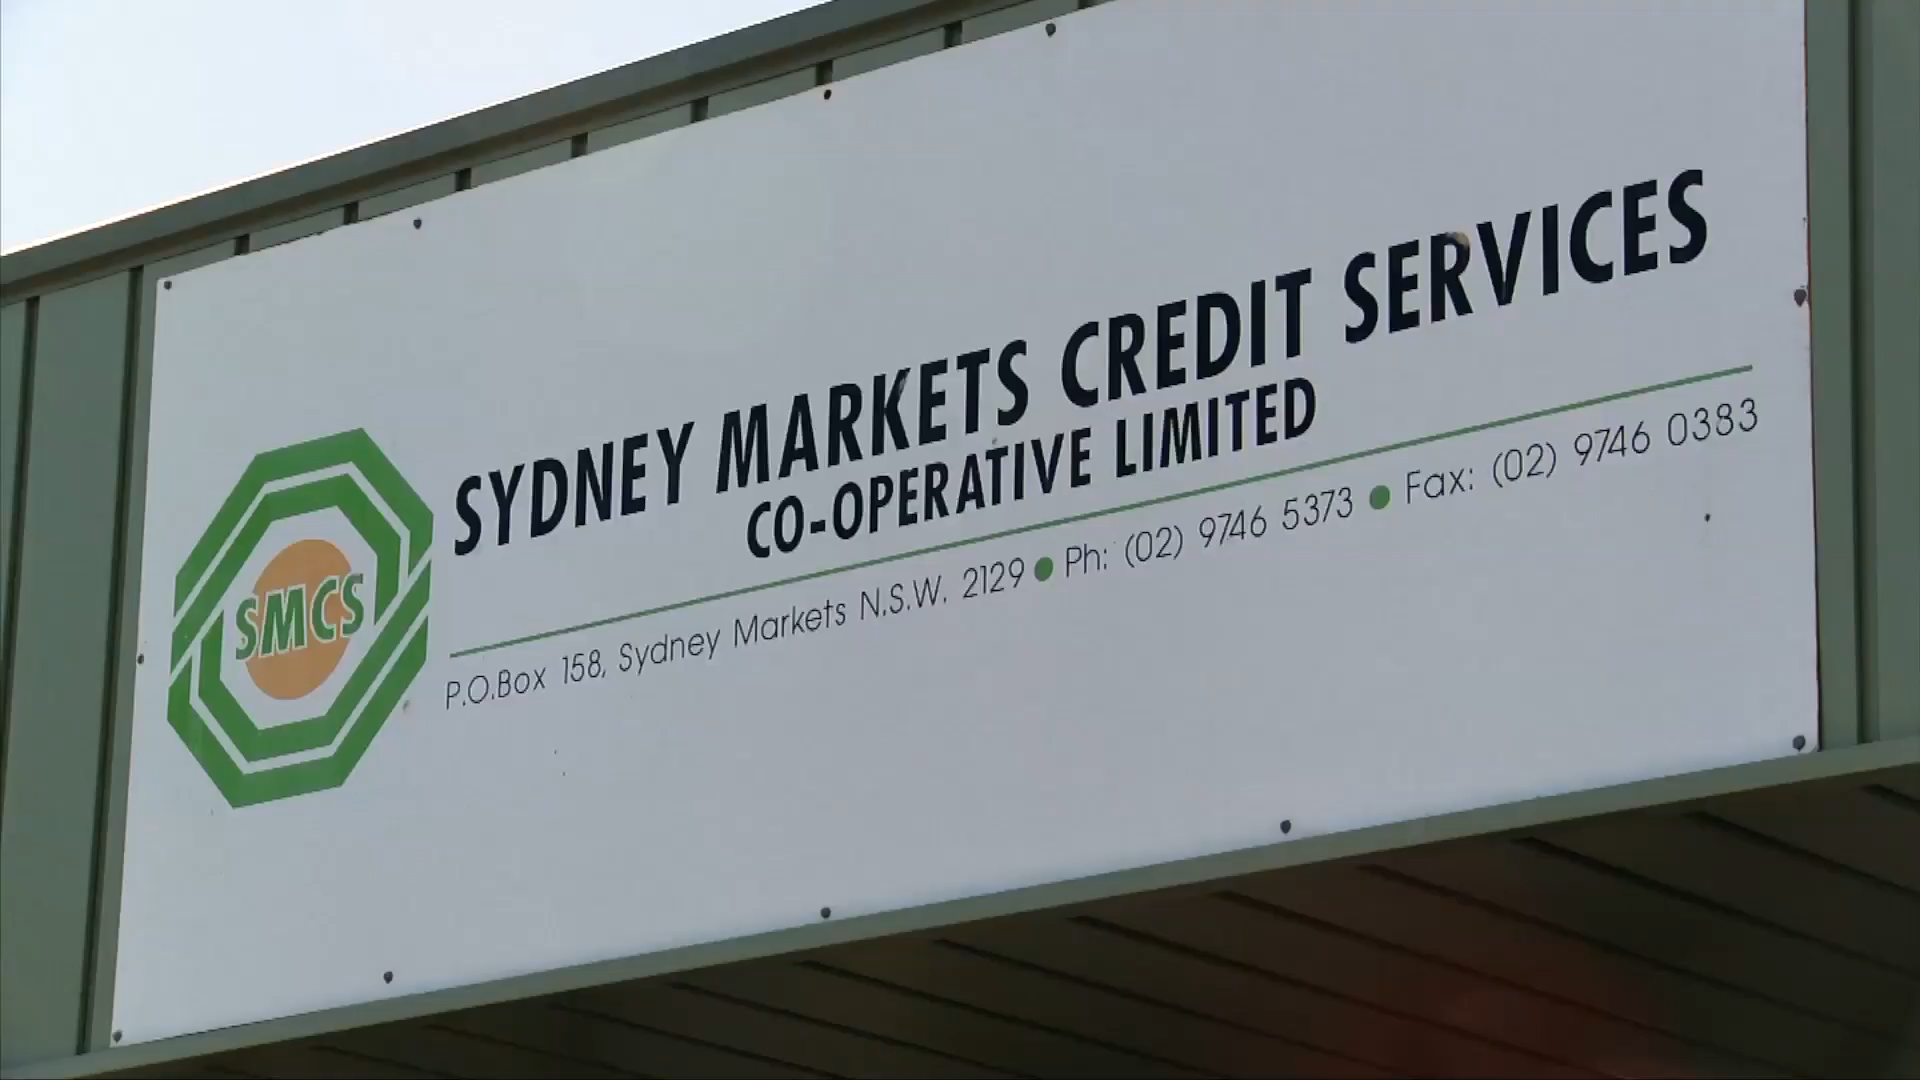 SYDNEY MARKETS CREDIT SERVICES
CO-OPERATIVE LIMITED
SMCS
P.O.Box 158, Sydney Markets N.S.W. 2129 ● Ph: (02) 9746 5373 ● Fax: (02) 9746 0383